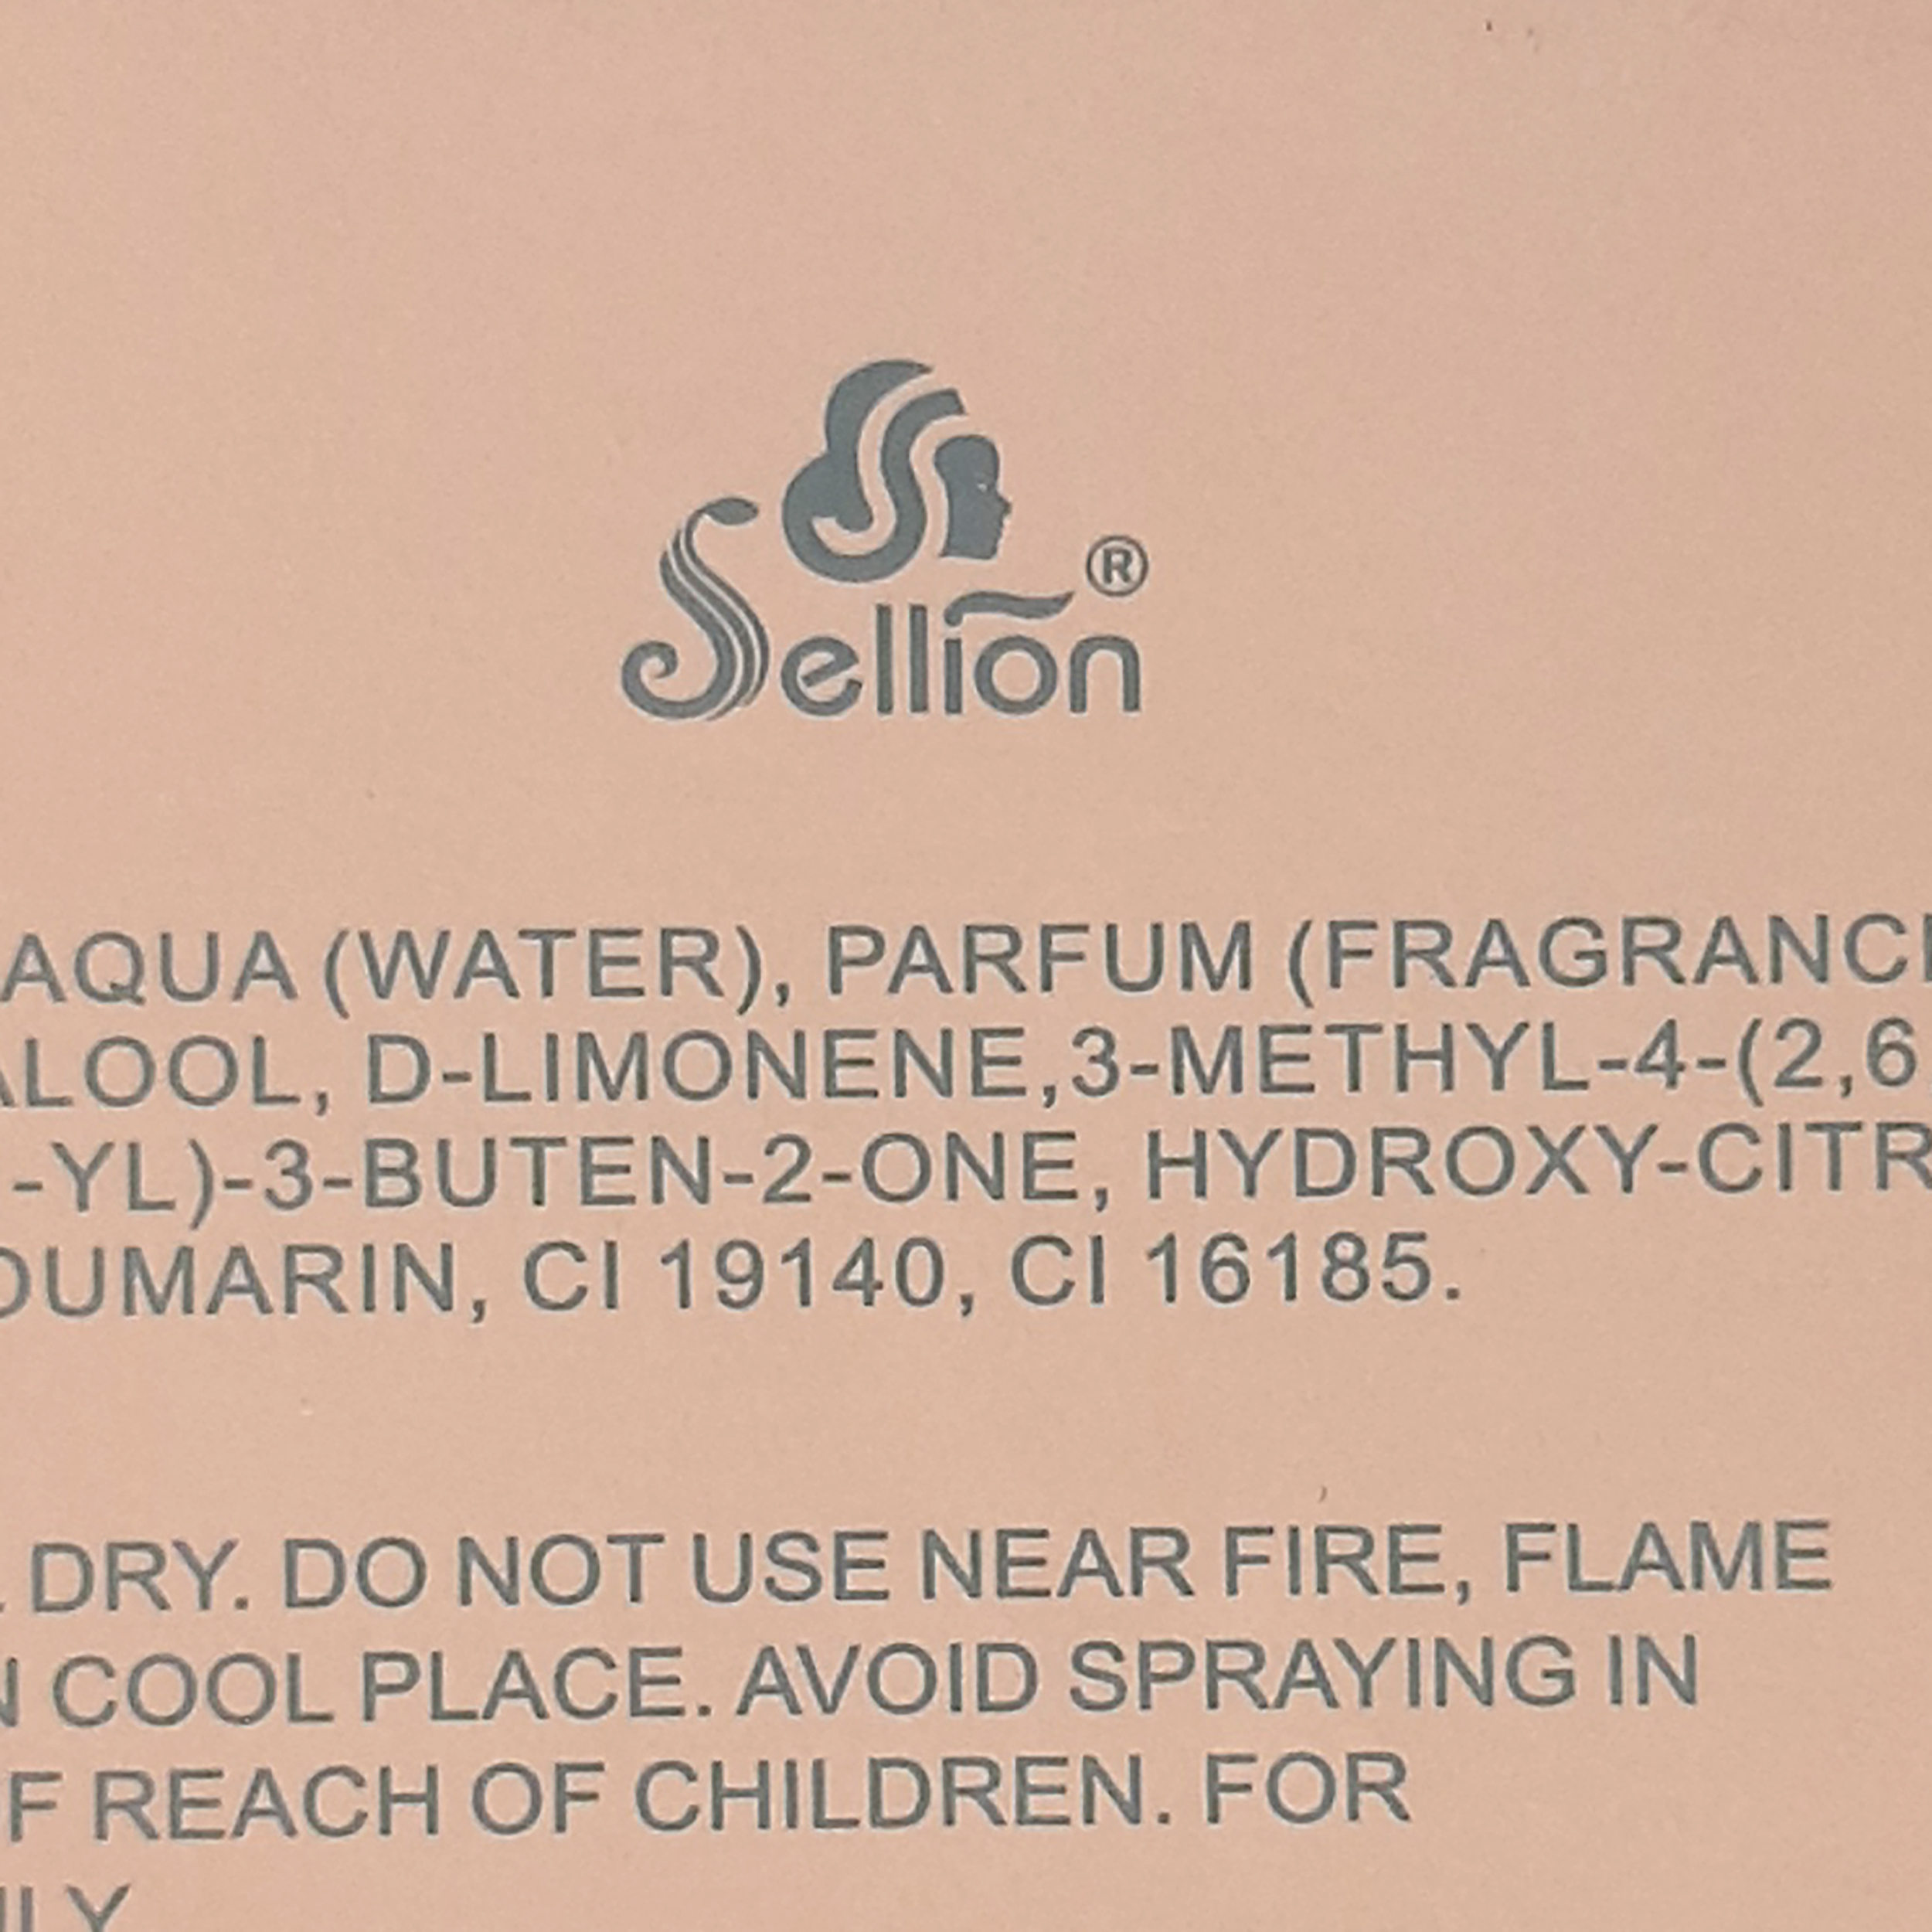 Sellion ®
AQUA (WATER), PARFUM (FRAGRANC
ALOOL, D-LIMONENE,3-METHYL-4-(2,6
-YL)-3-BUTEN-2-ONE, HYDROXY-CITR
OUMARIN, CI 19140, CI 16185.
DRY. DO NOT USE NEAR FIRE, FLAME
N COOL PLACE. AVOID SPRAYING IN
F REACH OF CHILDREN. FOR